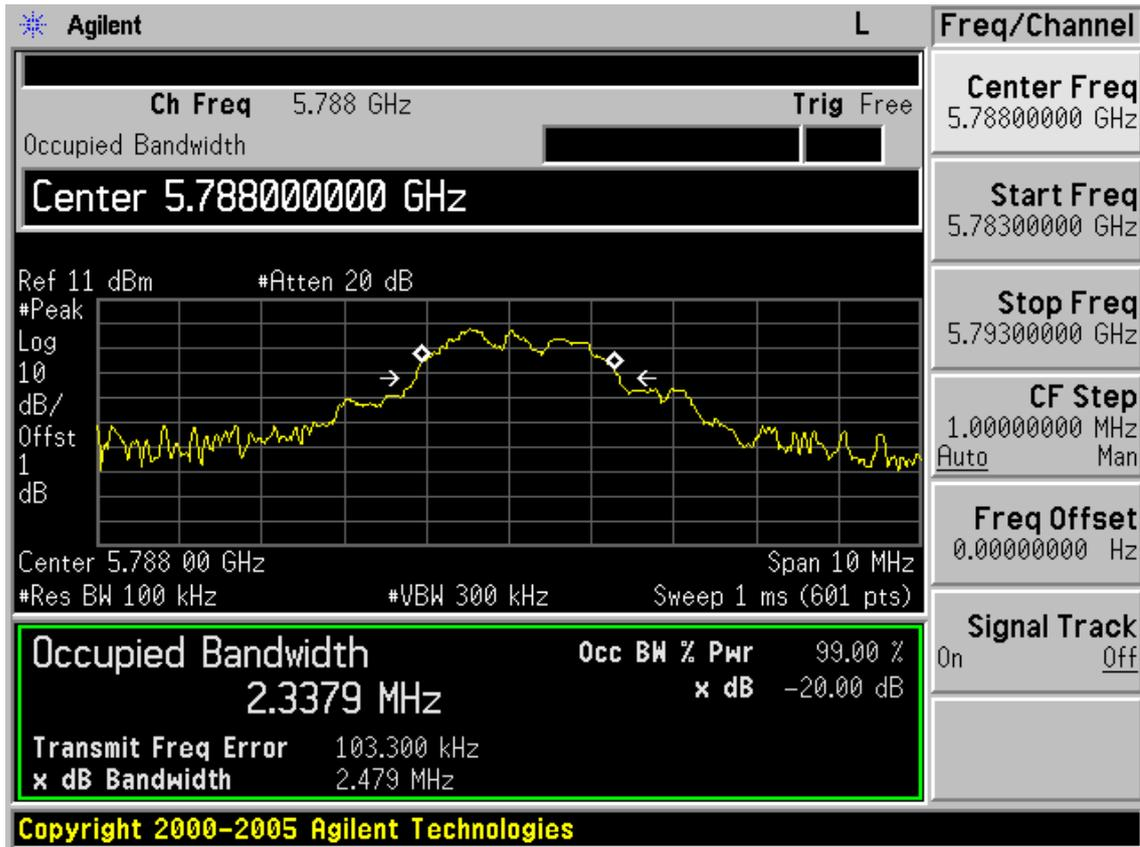 Agilent L Freq/Channel
Ch Freq 5.788 GHz Trig Free
Occupied Bandwidth
Center 5.788000000 GHz
Ref 11 dBm #Atten 20 dB
#Peak
Log
10
dB/
Offst
1
dB
Center 5.788 00 GHz Span 10 MHz
#Res BW 100 kHz #VBW 300 kHz Sweep 1 ms (601 pts)
Occupied Bandwidth Occ BW % Pwr 99.00 %
2.3379 MHz x dB -20.00 dB
Transmit Freq Error 103.300 kHz
x dB Bandwidth 2.479 MHz
Copyright 2000-2005 Agilent Technologies
Center Freq
5.78800000 GHz
Start Freq
5.78300000 GHz
Stop Freq
5.79300000 GHz
CF Step
1.00000000 MHz
Auto Man
Freq Offset
0.00000000 Hz
Signal Track
On Off